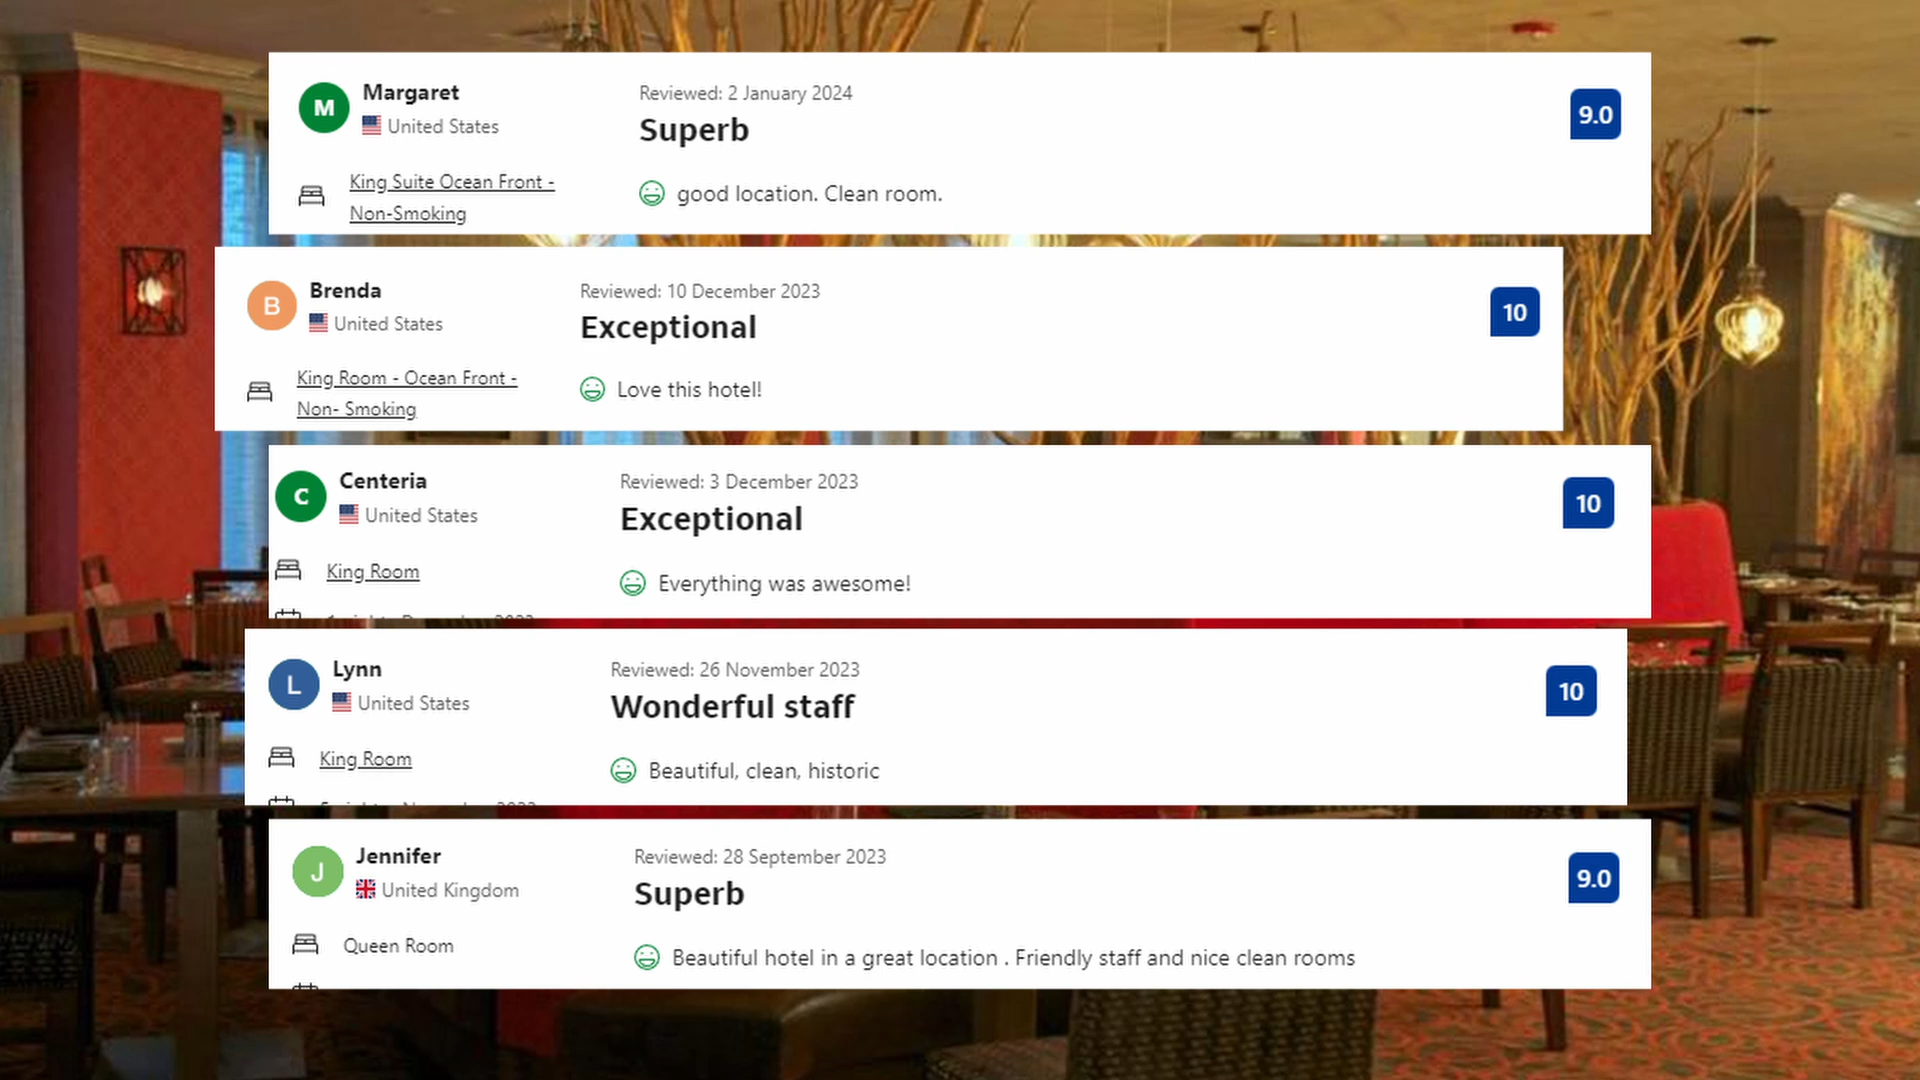 M
Margaret
United States
King Suite Ocean Front -
Non-Smoking
Reviewed: 2 January 2024
Superb
good location. Clean room.
9.0
B
Brenda
United States
King Room - Ocean Front -
Non- Smoking
Reviewed: 10 December 2023
Exceptional
Love this hotel!
10
C
Centeria
United States
King Room
Reviewed: 3 December 2023
Exceptional
Everything was awesome!
10
L
Lynn
United States
King Room
Reviewed: 26 November 2023
Wonderful staff
Beautiful, clean, historic
10
J
Jennifer
United Kingdom
Queen Room
Reviewed: 28 September 2023
Superb
Beautiful hotel in a great location . Friendly staff and nice clean rooms
9.0